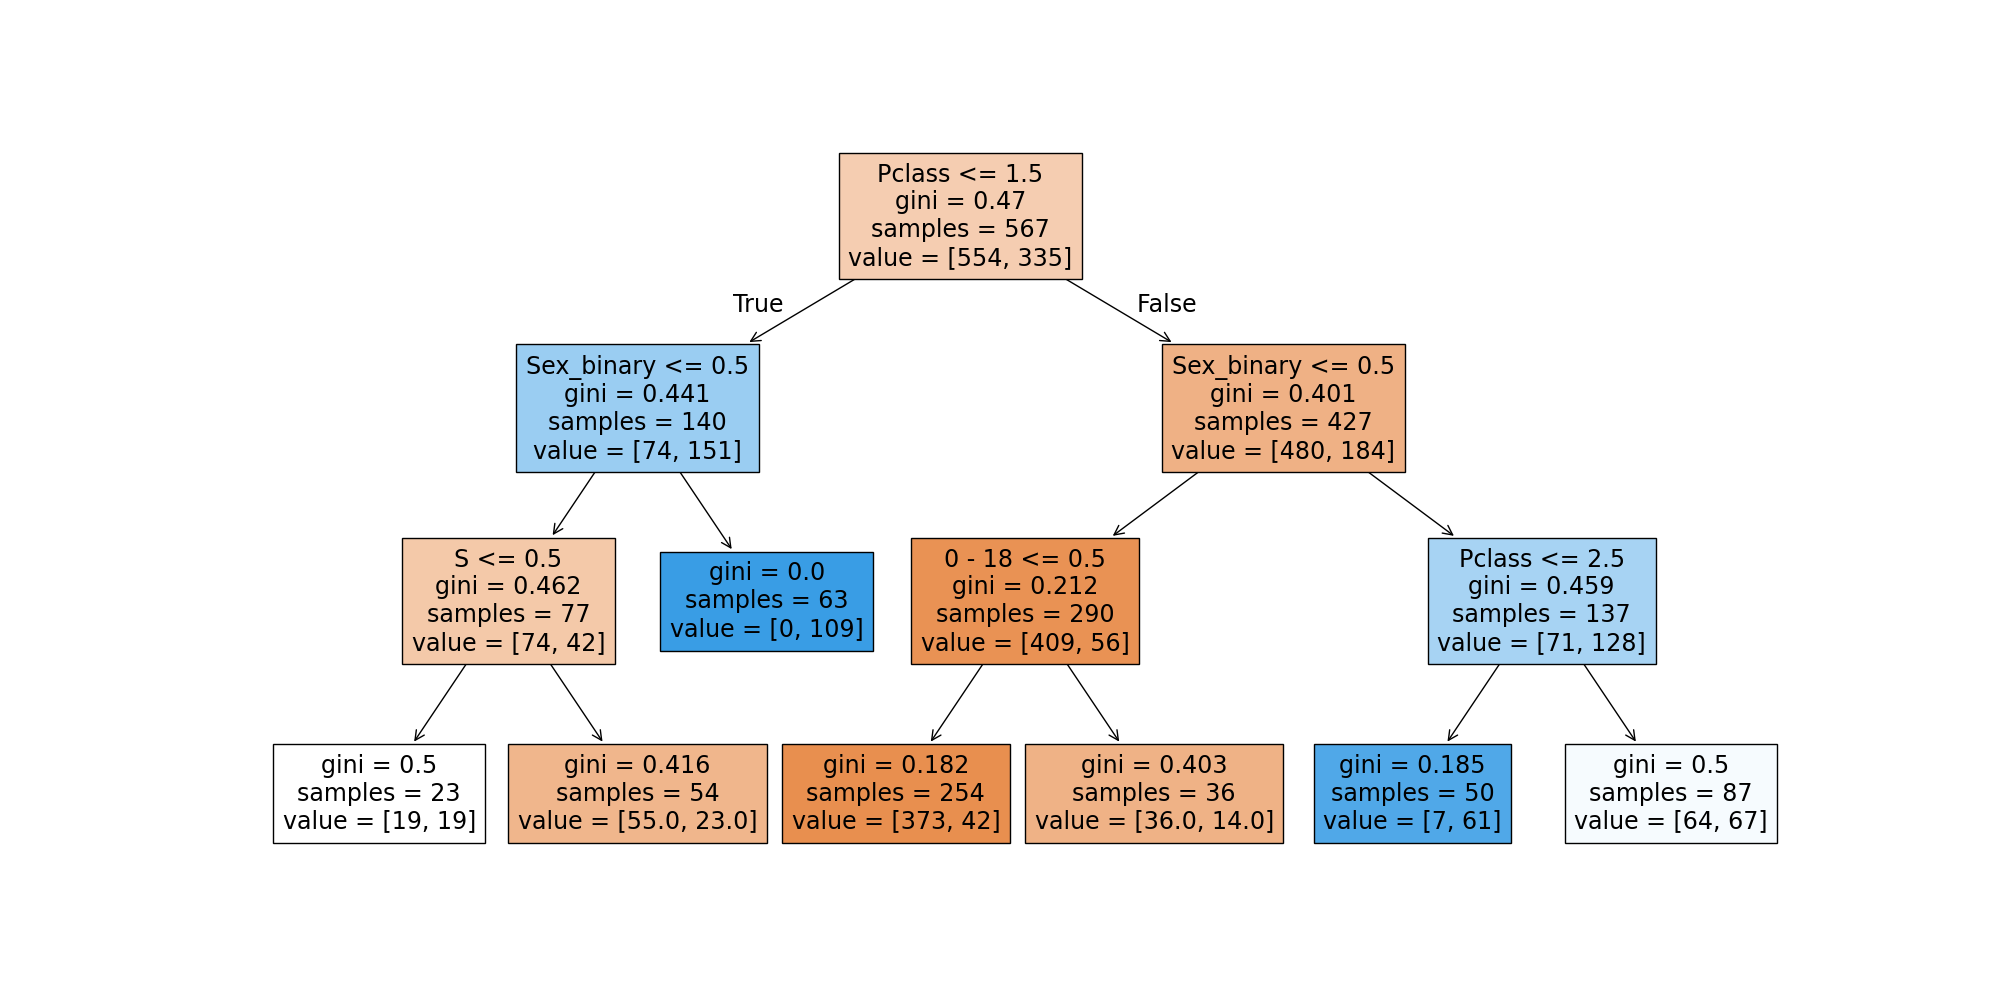 Pclass <= 1.5
gini = 0.47
samples = 567
value = [554, 335]
True
False
Sex_binary <= 0.5
gini = 0.441
samples = 140
value = [74, 151]
Sex_binary <= 0.5
gini = 0.401
samples = 427
value = [480, 184]
S <= 0.5
gini = 0.462
samples = 77
value = [74, 42]
gini = 0.0
samples = 63
value = [0, 109]
0 - 18 <= 0.5
gini = 0.212
samples = 290
value = [409, 56]
Pclass <= 2.5
gini = 0.459
samples = 137
value = [71, 128]
gini = 0.5
samples = 23
value = [19, 19]
gini = 0.416
samples = 54
value = [55.0, 23.0]
gini = 0.182
samples = 254
value = [373, 42]
gini = 0.403
samples = 36
value = [36.0, 14.0]
gini = 0.185
samples = 50
value = [7, 61]
gini = 0.5
samples = 87
value = [64, 67]